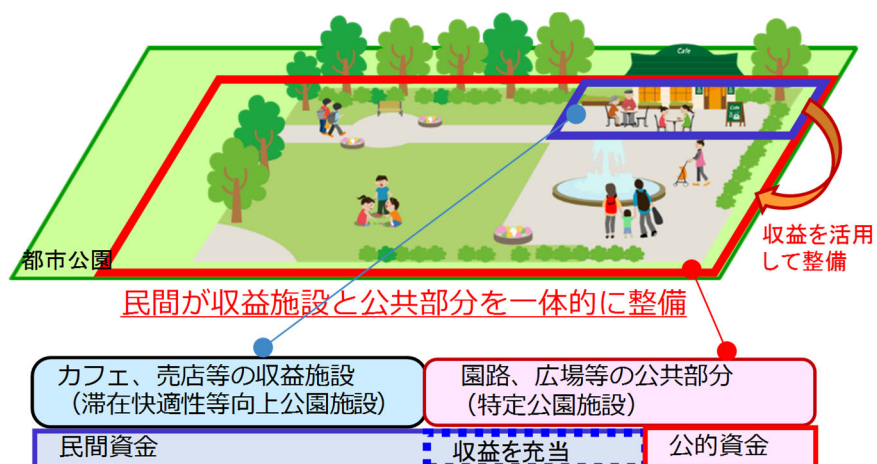 Cafe
Cafe
都市公園
収益を活用
して整備
民間が収益施設と公共部分を一体的に整備
カフェ、売店等の収益施設
（滞在快適性等向上公園施設）
園路、広場等の公共部分
（特定公園施設）
民間資金
収益を充当
公的資金